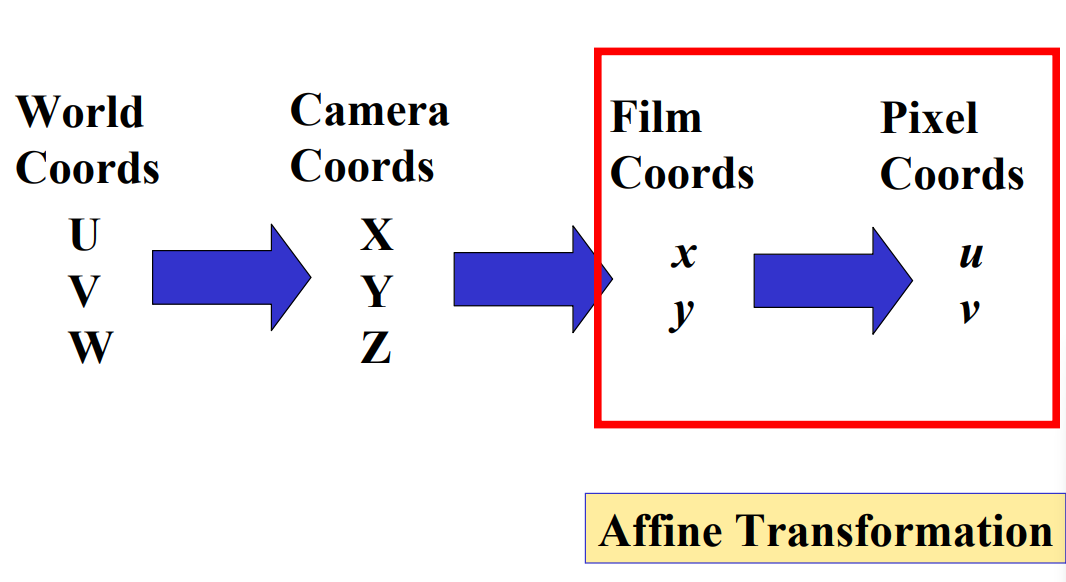 World
Coords
U
V
W
Camera
Coords
X
Y
Z
Film
Coords
x
y
Pixel
Coords
u
v
Affine Transformation